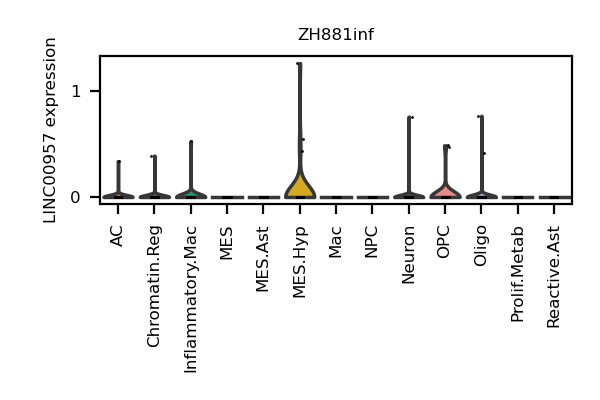 ZH881inf
LINC00957 expression
1
0
AC
Chromatin.Reg
Inflammatory.Mac
MES
MES.Ast
MES.Hyp
Mac
NPC
Neuron
OPC
Oligo
Prolif.Metab
Reactive.Ast